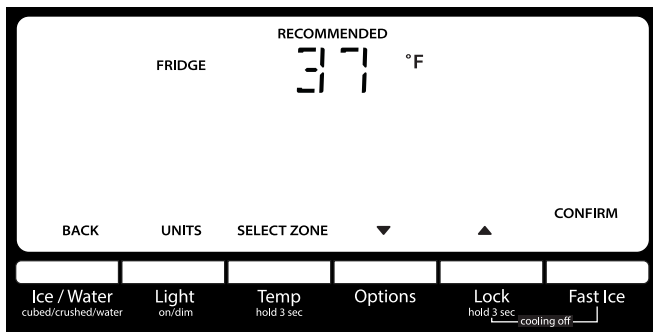 RECOMMENDED
FRIDGE 37 °F
CONFIRM
BACK UNITS SELECT ZONE ▼ ▲
Ice / Water Light Temp Options Lock Fast Ice
cubed/crushed/water on/dim hold 3 sec hold 3 sec
cooling off